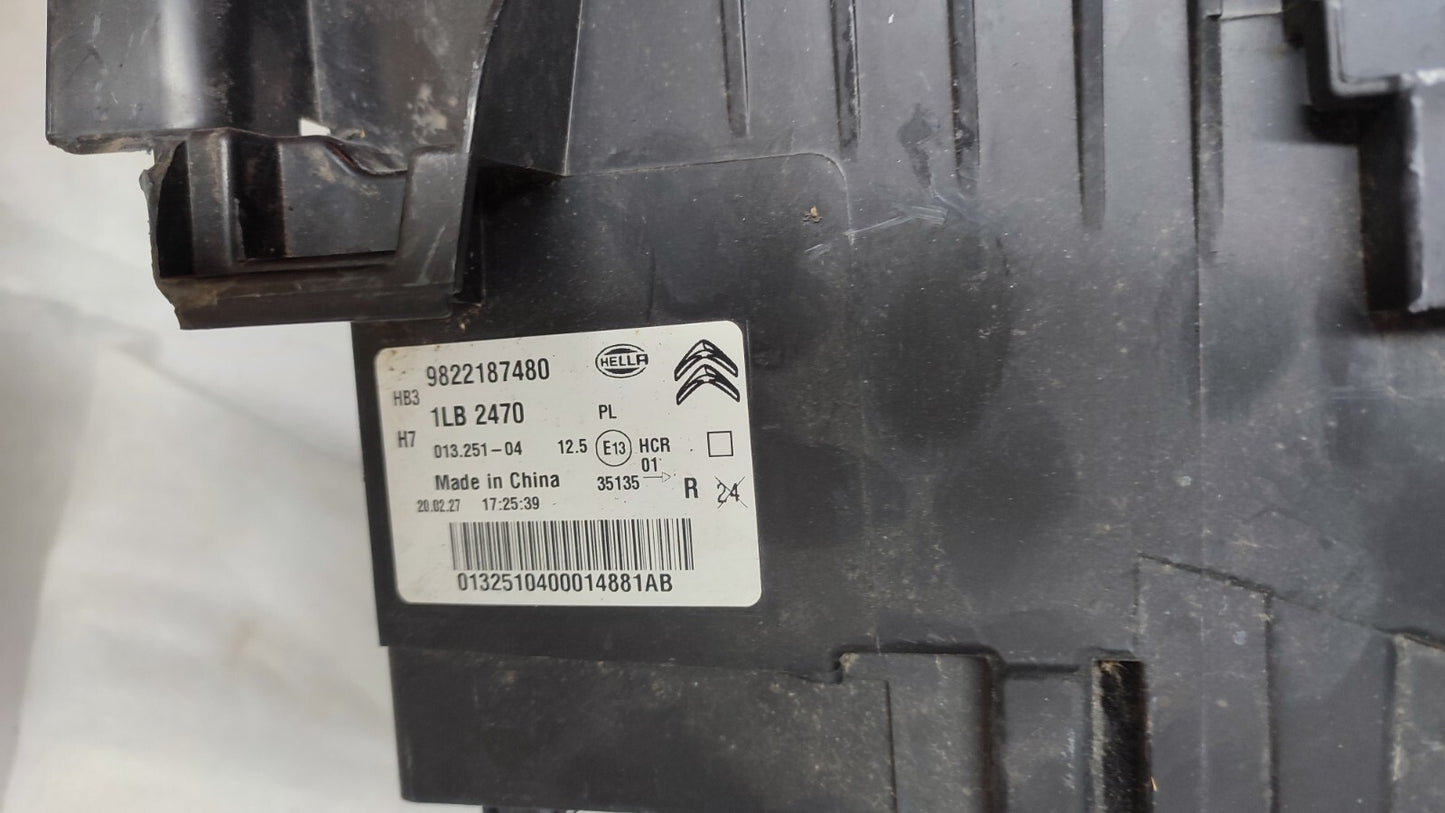 9822187480 HELLA
HB3
1LB 2470 PL
H7
013.251-04 12.5 E13 HCR
01
Made in China 35135 → R 24
20.02.27 17:25:39
0132510400014881AB